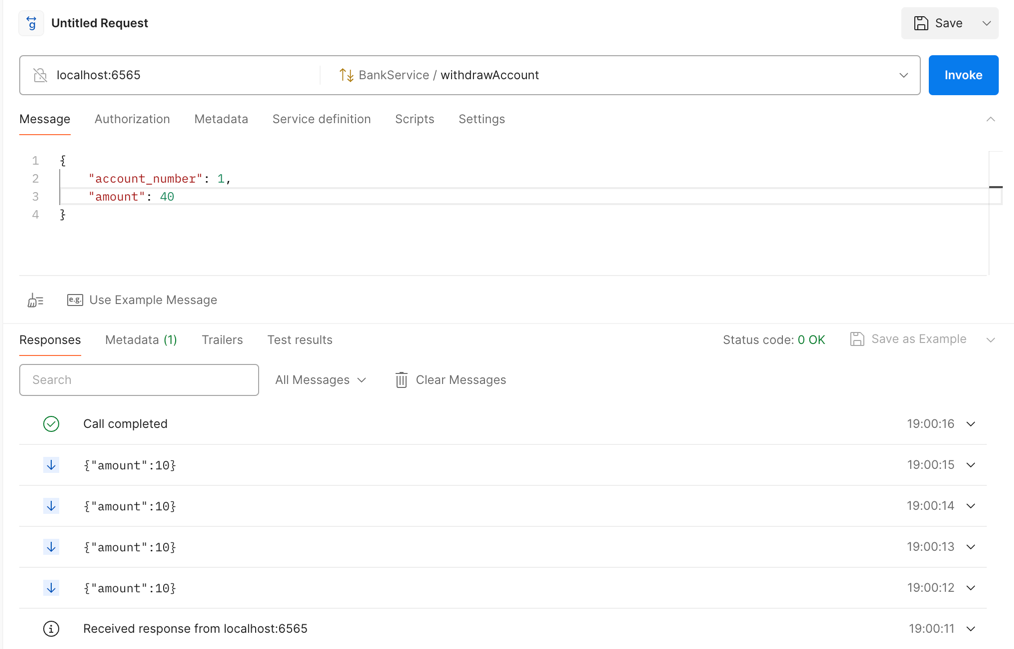 g
Untitled Request
Save
localhost:6565
BankService / withdrawAccount
Invoke
Message
Authorization
Metadata
Service definition
Scripts
Settings
1 {
2 "account_number": 1,
3 "amount": 40
4 }
e.g. Use Example Message
Responses
Metadata (1)
Trailers
Test results
Status code: 0 OK
Save as Example
Search
All Messages
Clear Messages
Call completed 19:00:16
{"amount":10} 19:00:15
{"amount":10} 19:00:14
{"amount":10} 19:00:13
{"amount":10} 19:00:12
Received response from localhost:6565 19:00:11